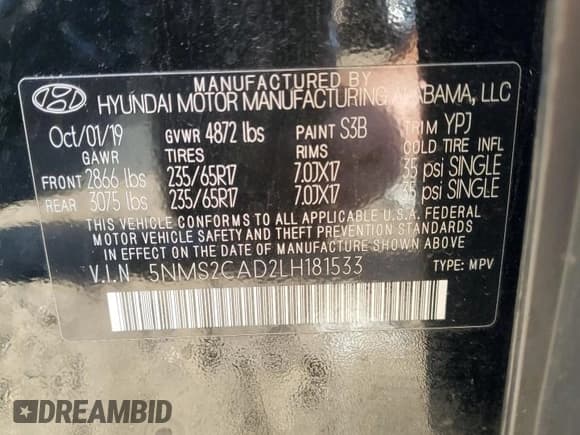 MANUFACTURED BY
HYUNDAI MOTOR MANUFACTURING ALABAMA, LLC
Oct/01/19 GVWR 4872 lbs PAINT S3B TRIM YPJ
GAWR TIRES RIMS COLD TIRE INFL
FRONT 2866 lbs 235/65R17 7.0JX17 35 psi SINGLE
REAR 3075 lbs 235/65R17 7.0JX17 35 psi SINGLE
THIS VEHICLE CONFORMS TO ALL APPLICABLE U.S.A. FEDERAL
MOTOR VEHICLE SAFETY AND THEFT PREVENTION STANDARDS
IN EFFECT ON THE DATE OF MANUFACTURE SHOWN ABOVE.
V.I.N. 5NMS2CAD2LH181533 TYPE: MPV
DREAMBID